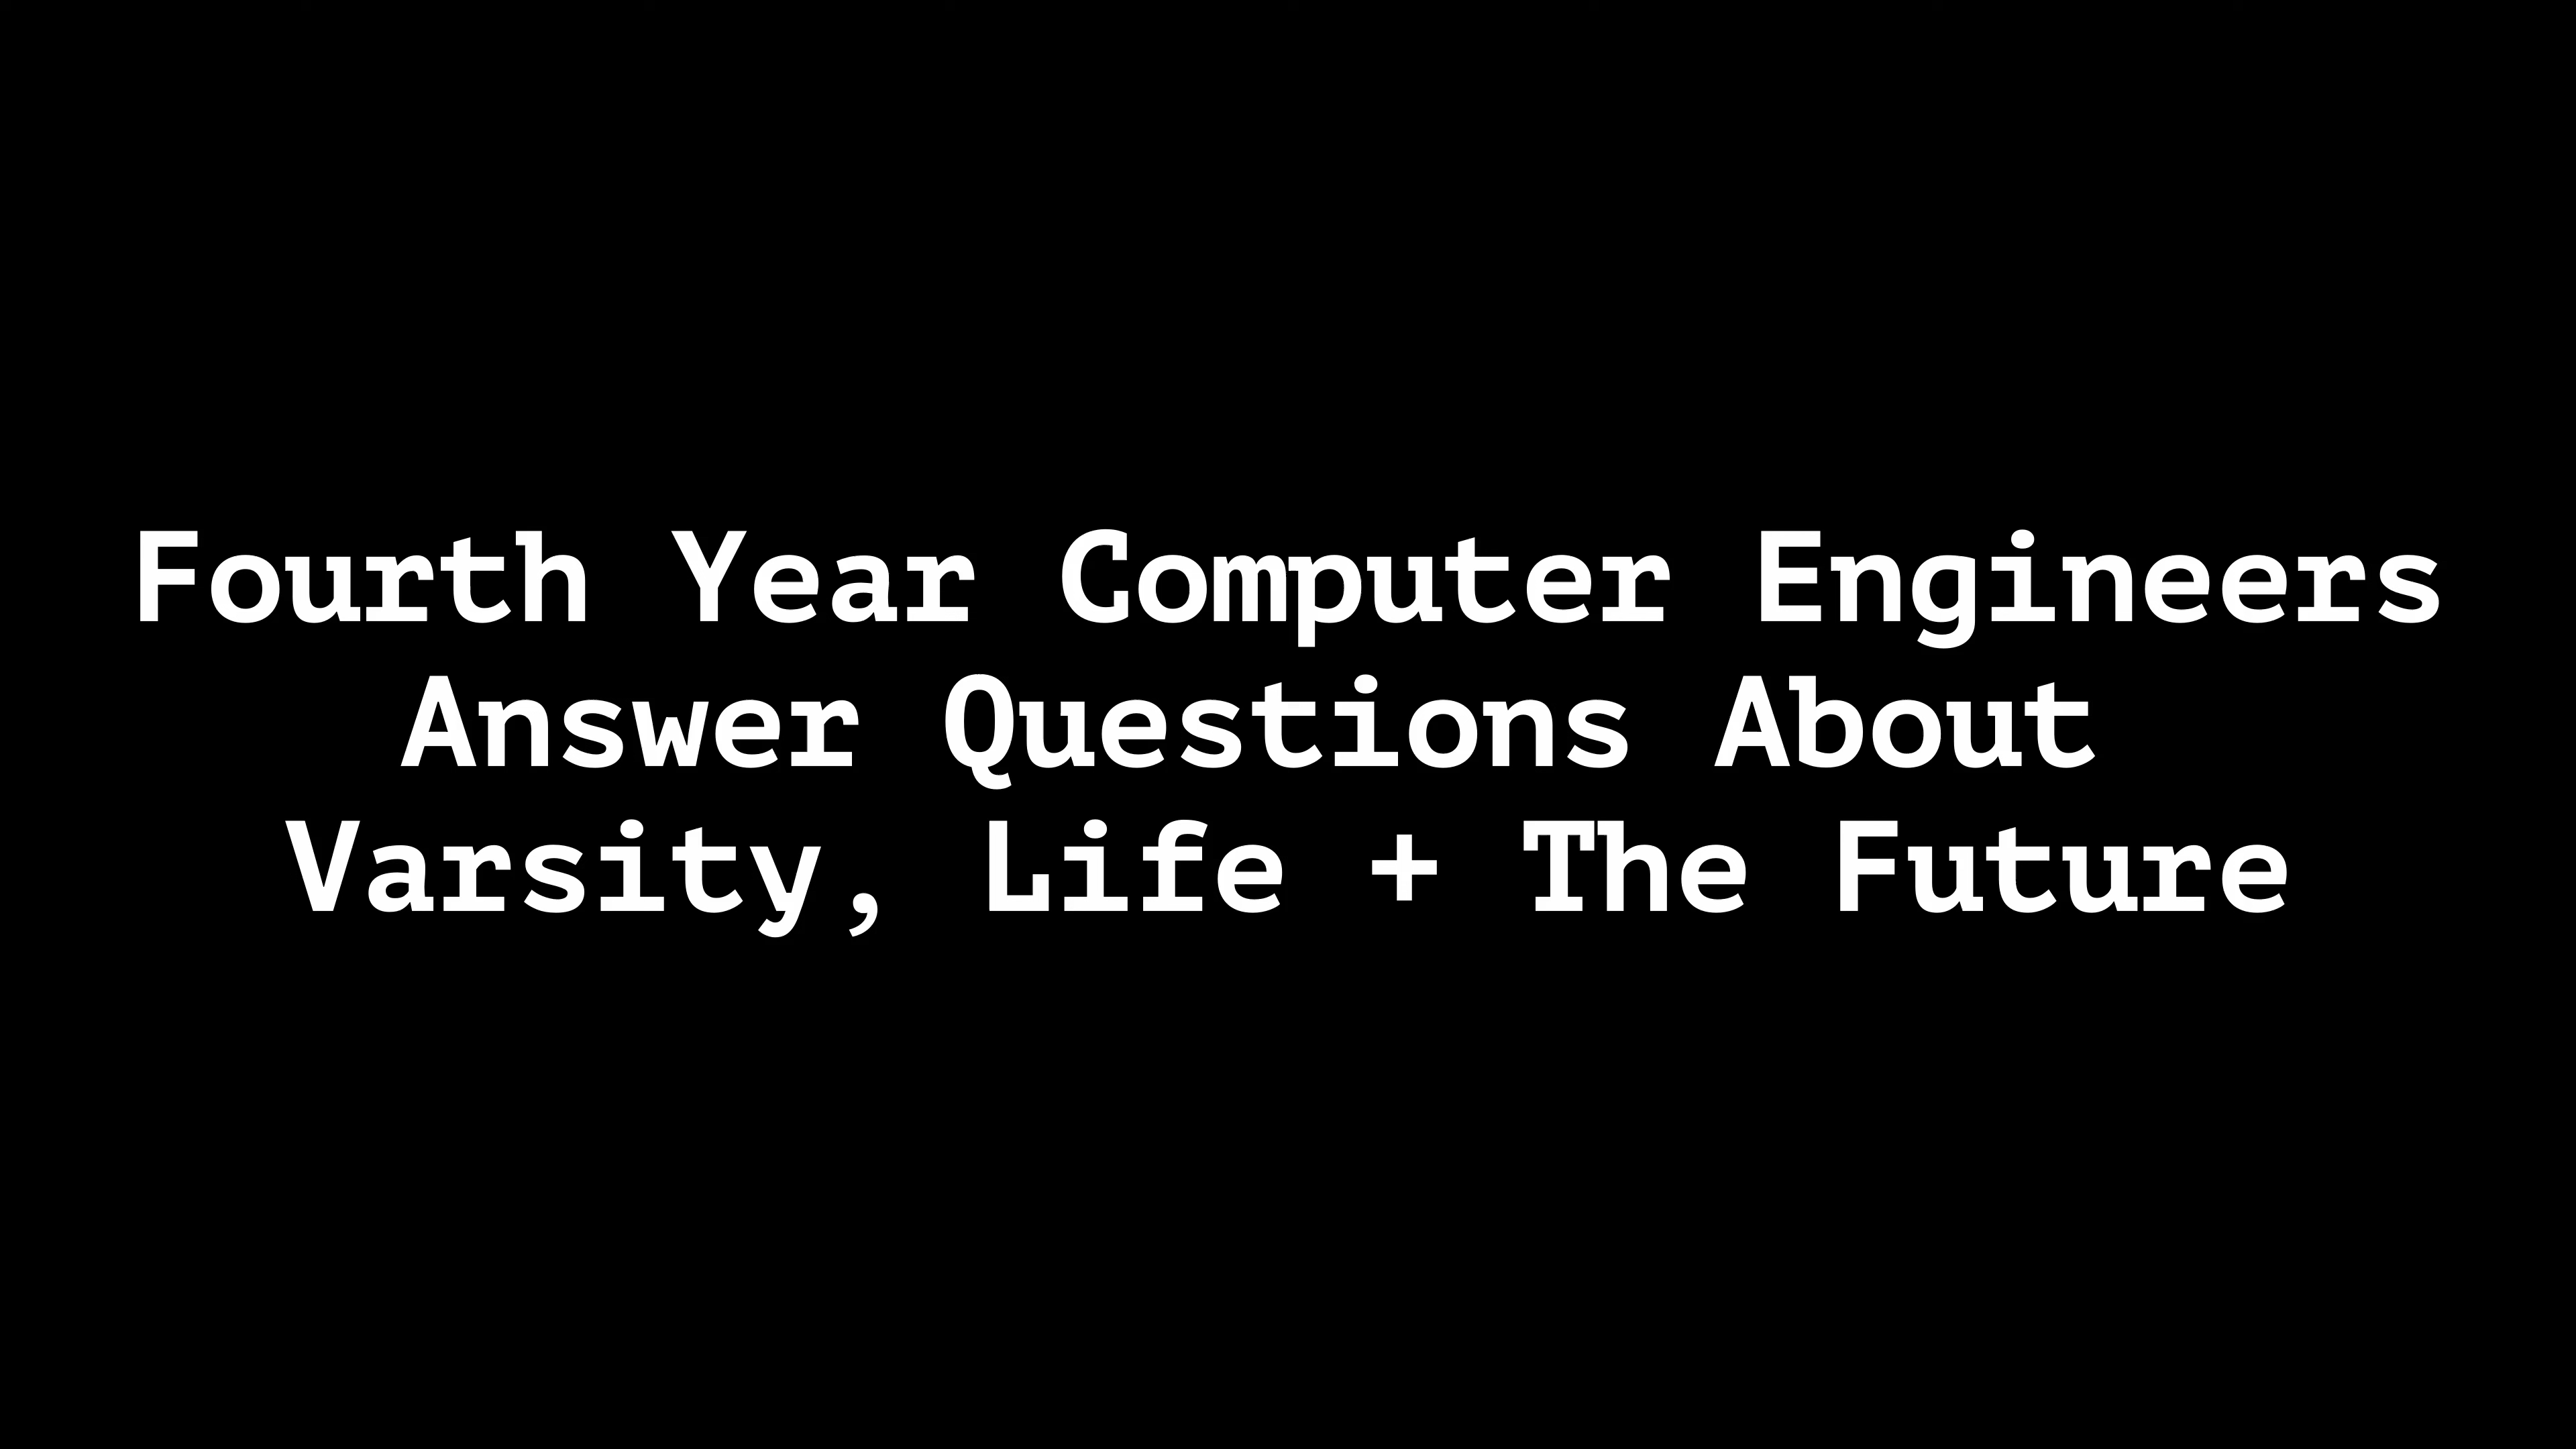 Fourth Year Computer Engineers
Answer Questions About
Varsity, Life + The Future